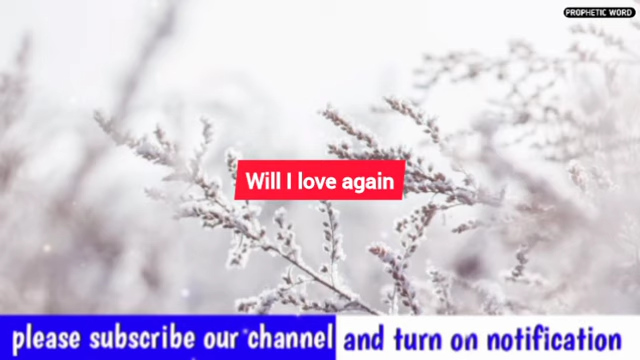 PROPHETIC WORD
Will I love again
please subscribe our channel and turn on notification